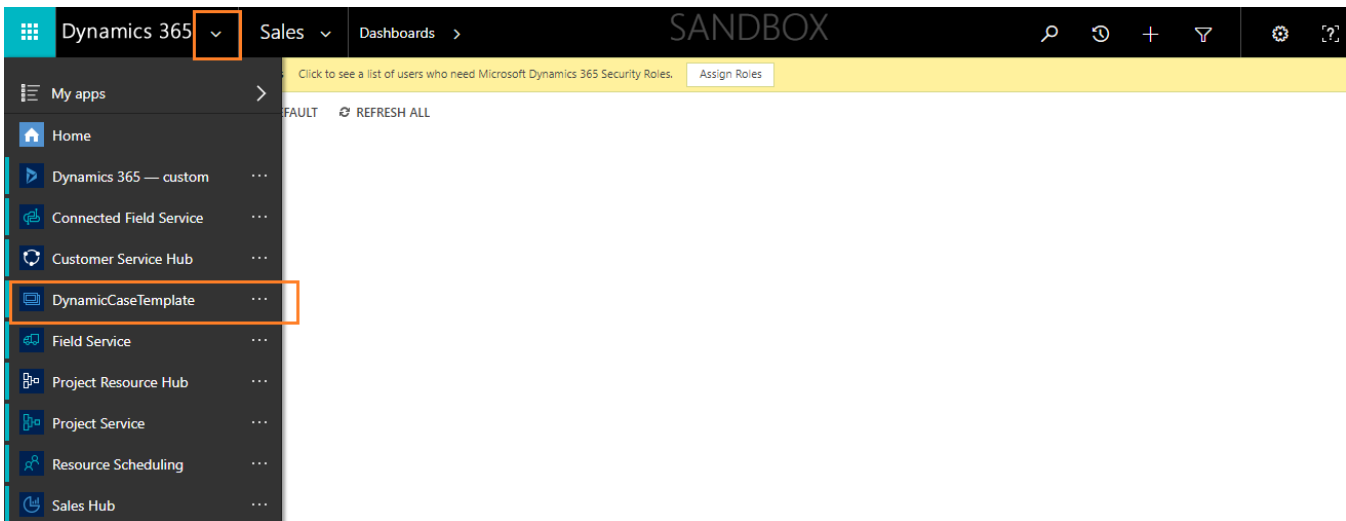 Dynamics 365 Sales Dashboards SANDBOX
Click to see a list of users who need Microsoft Dynamics 365 Security Roles. Assign Roles
My apps
REFRESH ALL
Home
Dynamics 365 — custom
Connected Field Service
Customer Service Hub
DynamicCaseTemplate
Field Service
Project Resource Hub
Project Service
Resource Scheduling
Sales Hub